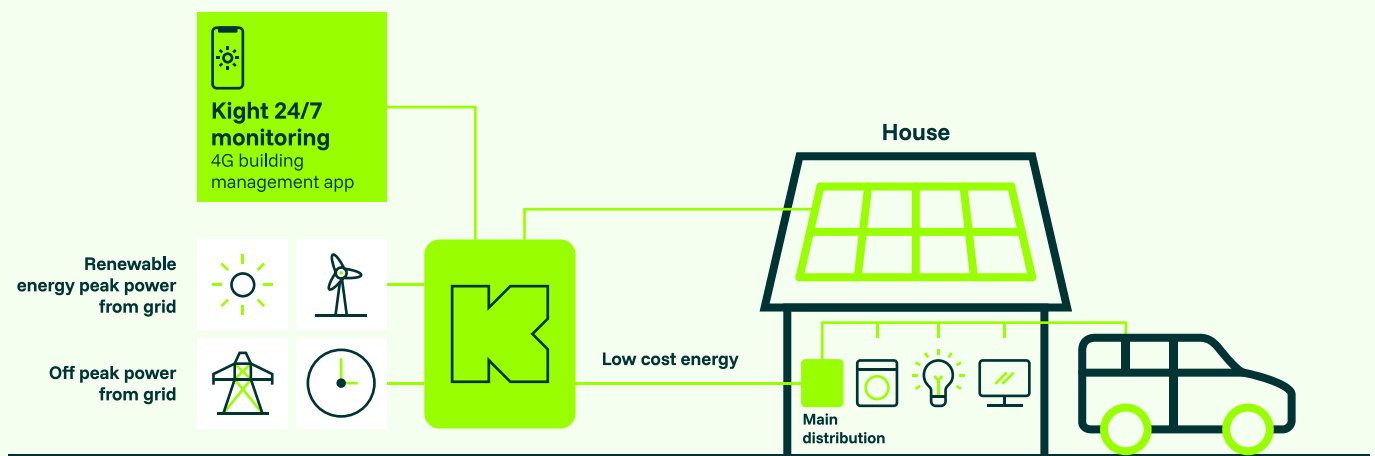 Kight 24/7
monitoring
4G building
management app
House
Renewable
energy peak power
from grid
Off peak power
from grid
K
Low cost energy
Main
distribution